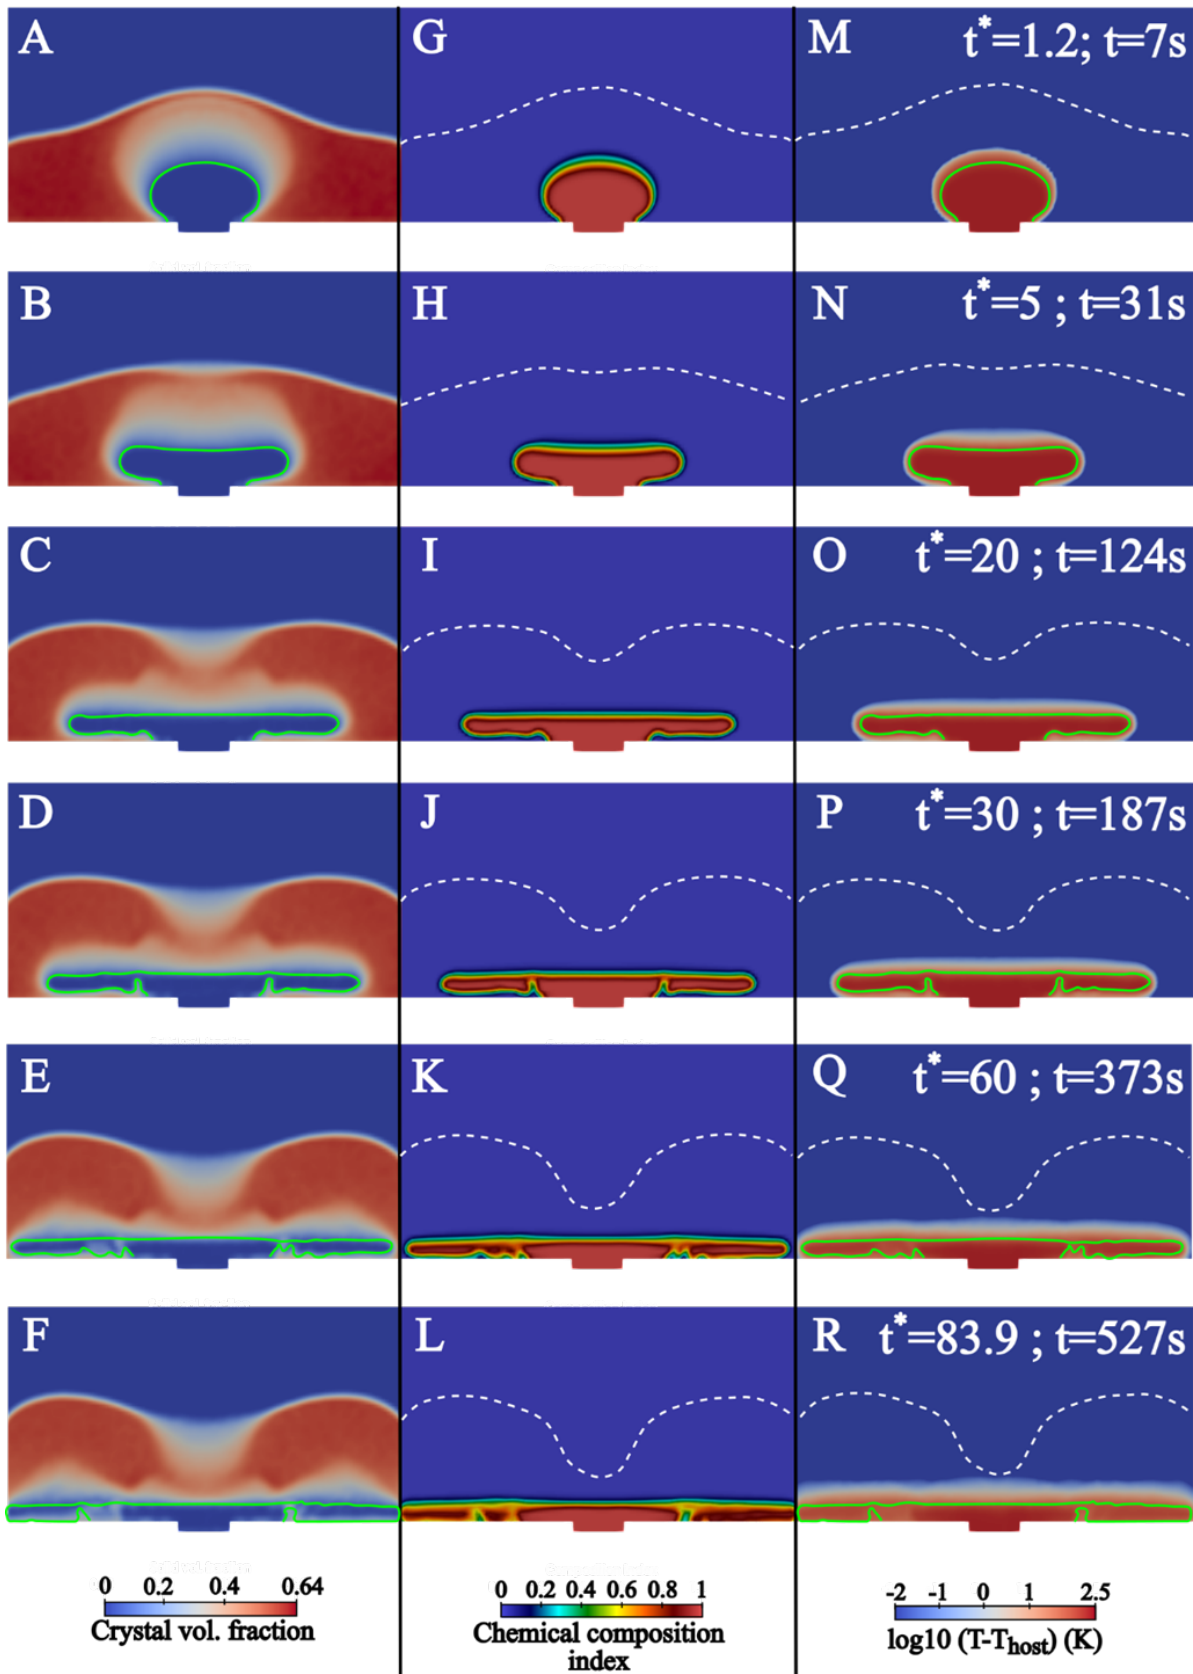 A G M t*=1.2; t=7s
B H N t*=5 ; t=31s
C I O t*=20 ; t=124s
D J P t*=30 ; t=187s
E K Q t*=60 ; t=373s
F L R t*=83.9 ; t=527s
0 0.2 0.4 0.64
Crystal vol. fraction
0 0.2 0.4 0.6 0.8 1
Chemical composition
index
-2 -1 0 1 2.5
log10 (T-Thost) (K)